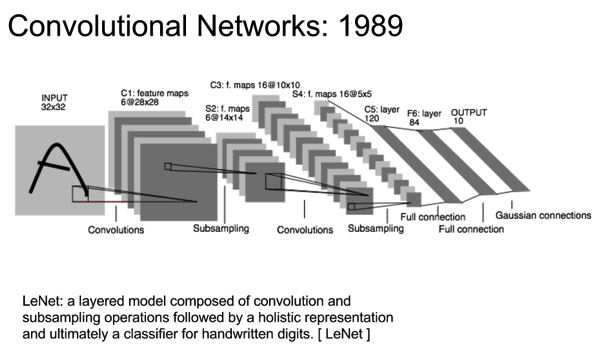 Convolutional Networks: 1989
INPUT
32x32
C1: feature maps
6@28x28
S2: f. maps
6@14x14
C3: f. maps 16@10x10
S4: f. maps 16@5x5
C5: layer
120
F6: layer
84
OUTPUT
10
Convolutions
Subsampling
Convolutions
Subsampling
Full connection
Full connection
Gaussian connections
LeNet: a layered model composed of convolution and
subsampling operations followed by a holistic representation
and ultimately a classifier for handwritten digits. [ LeNet ]